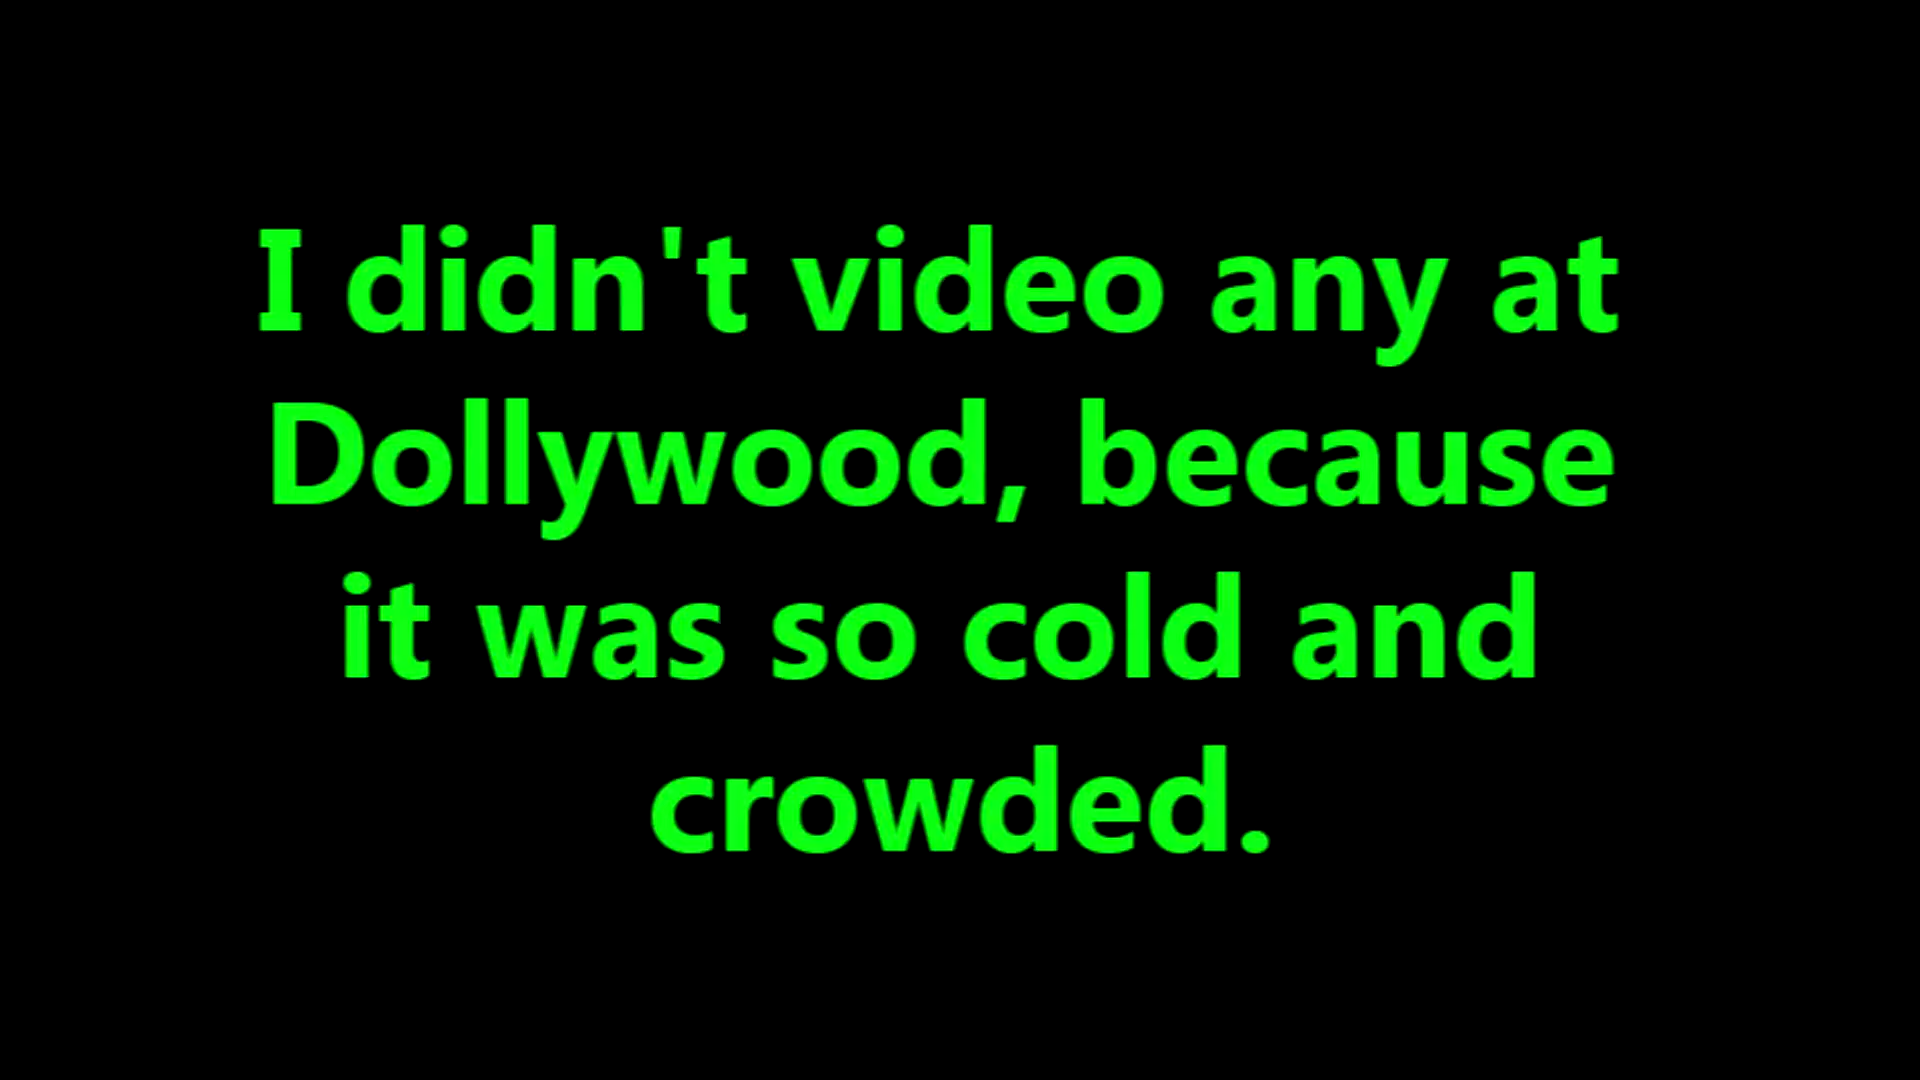 I didn't video any at
Dollywood, because
it was so cold and
crowded.